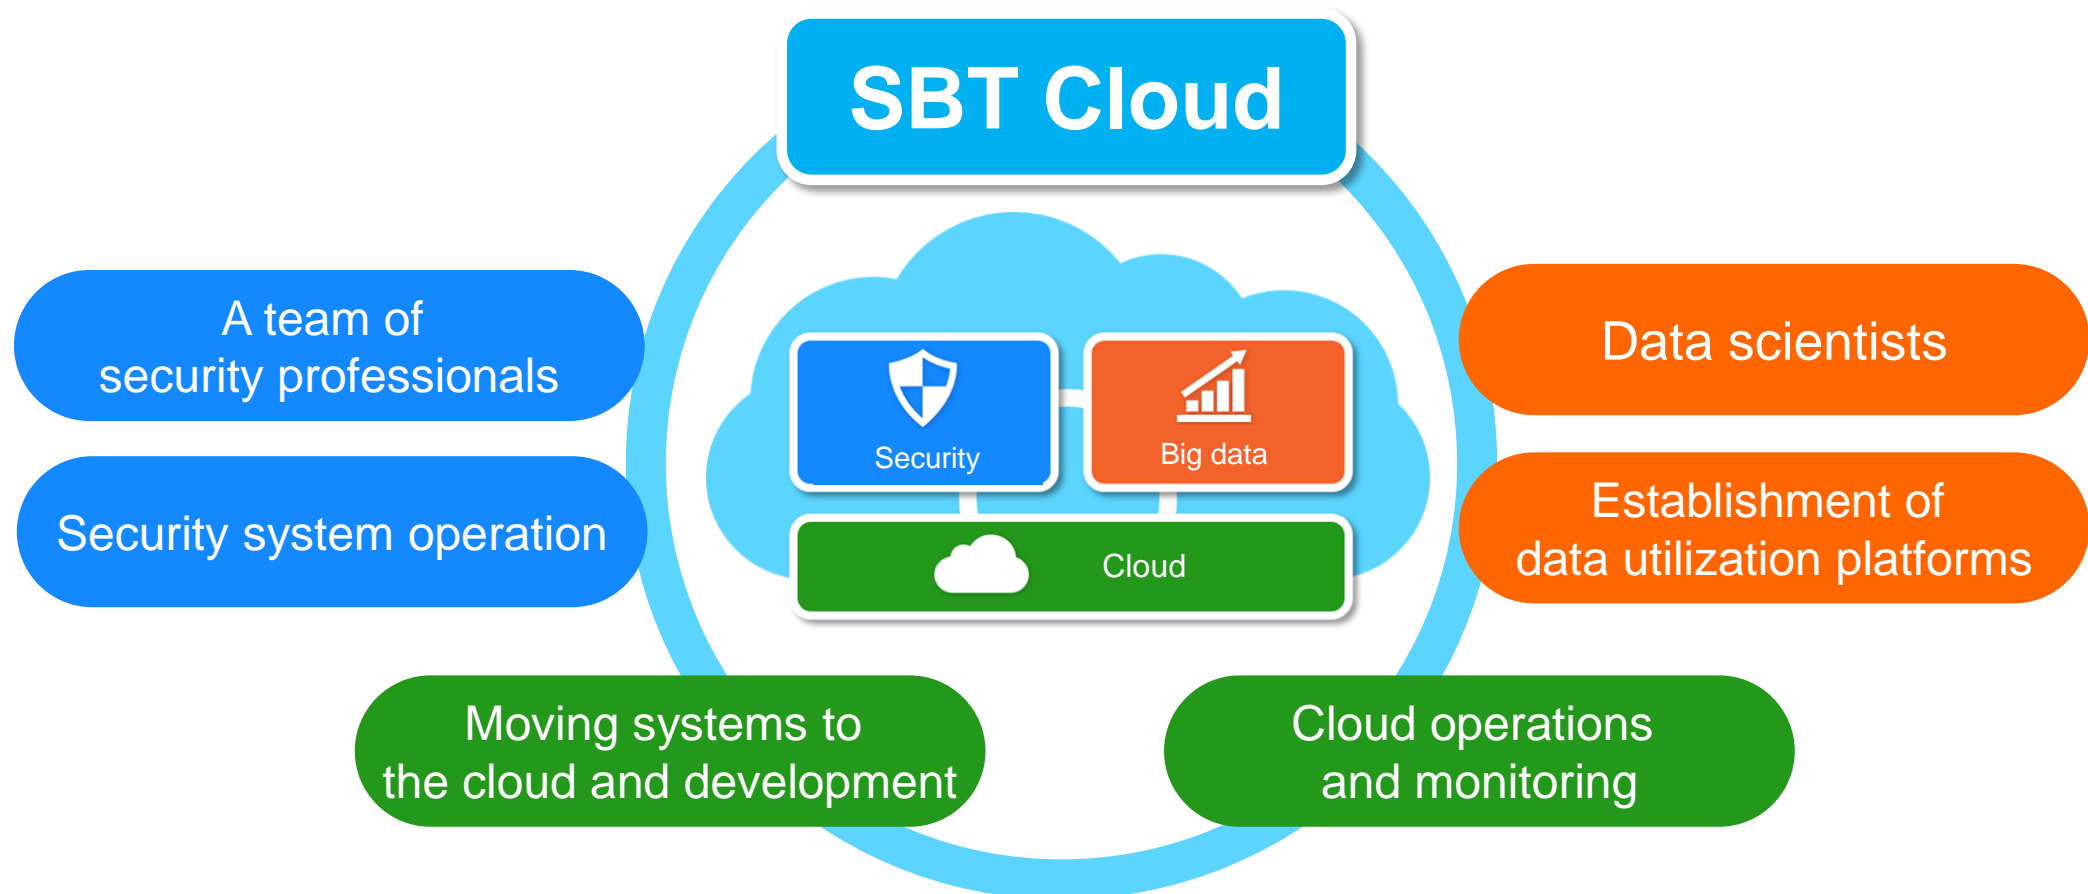 SBT Cloud
A team of
security professionals
Security system operation
Security
Big data
Cloud
Data scientists
Establishment of
data utilization platforms
Moving systems to
the cloud and development
Cloud operations
and monitoring